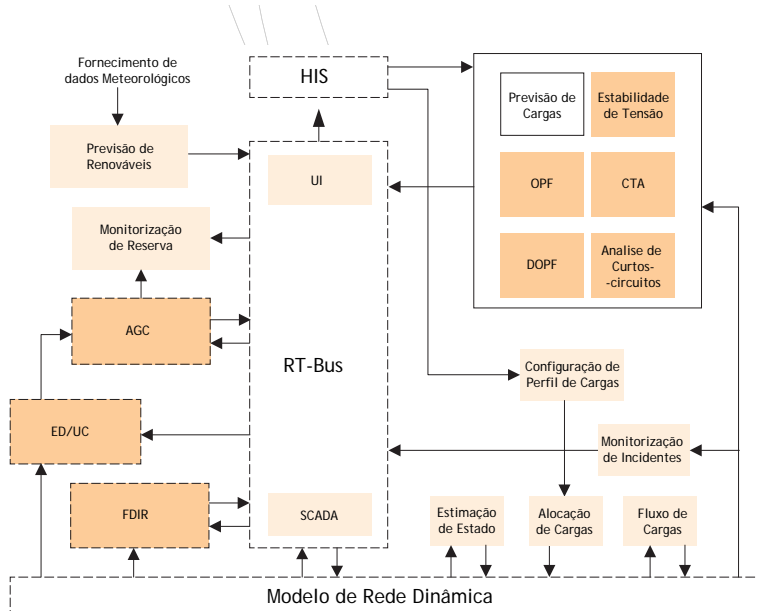 Fornecimento de
dados Meteorológicos
HIS
Previsão de
Cargas
Estabilidade
de Tensão
Previsão de
Renováveis
UI
OPF
CTA
Monitorização
de Reserva
DOPF
Analise de
Curtos-
-circuitos
AGC
RT-Bus
Configuração de
Perfil de Cargas
ED/UC
Monitorização
de Incidentes
FDIR
SCADA
Estimação
de Estado
Alocação
de Cargas
Fluxo de
Cargas
Modelo de Rede Dinâmica